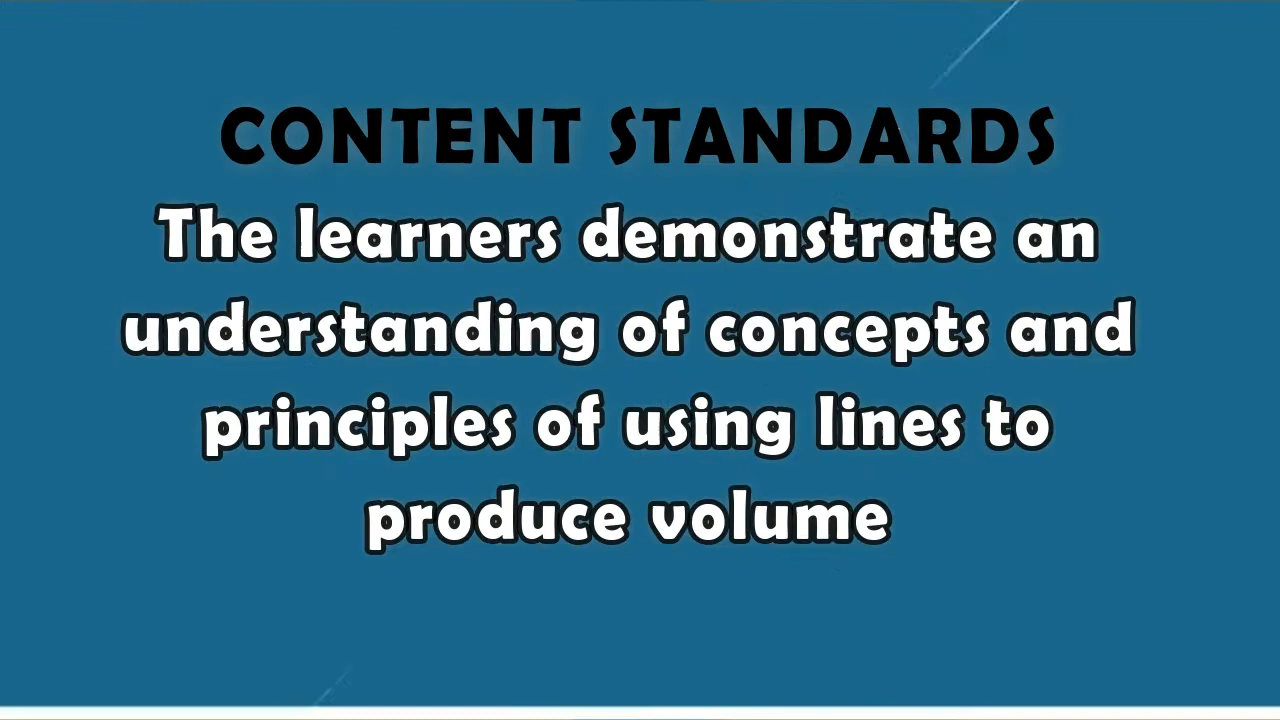 CONTENT STANDARDS
The learners demonstrate an
understanding of concepts and
principles of using lines to
produce volume